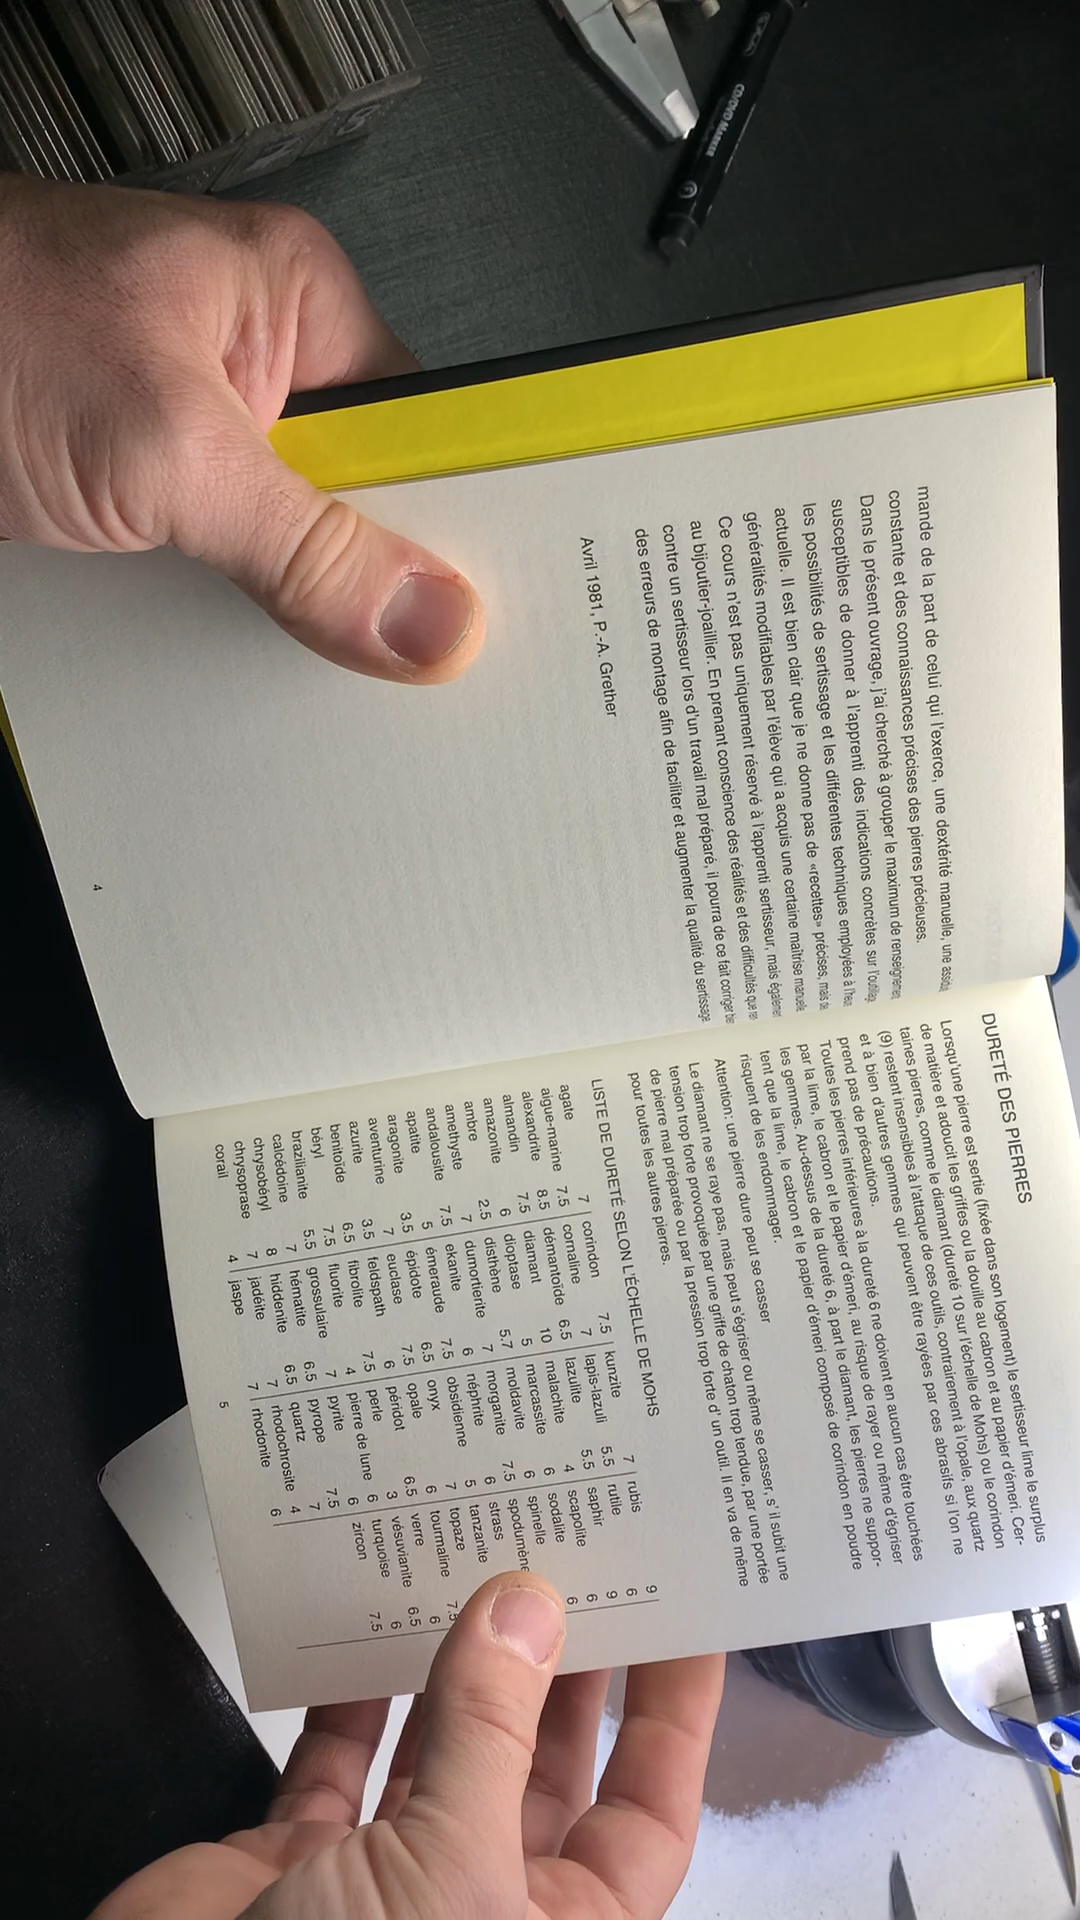 mande de la part de celui qui l'exerce, une dextérité manuelle, une
constante et des connaissances précises des pierres précieuses.
Dans le présent ouvrage, j'ai cherché à grouper le maximum de
susceptibles de donner à l'apprenti des indications concrètes sur
les possibilités de sertissage et les différentes techniques employées à
actuelle. Il est bien clair que je ne donne pas de «recettes» précises, mais
généralités modifiables par l'élève qui a acquis une certaine maîtrise manuelle
Ce cours n'est pas uniquement réservé à l'apprenti sertisseur, mais
au bijoutier-joaillier. En prenant conscience des réalités et des difficultés que
contre un sertisseur lors d'un travail mal préparé, il pourra de ce fait corriger
des erreurs de montage afin de faciliter et augmenter la qualité du sertissage.
Avril 1981, P.-A. Grether
4
DURETÉ DES PIERRES
Lorsqu'une pierre est sertie (fixée dans son logement) le sertisseur lime le surplus
de matière et adoucit les griffes ou la douille au cabron et au papier d'émeri. Cer-
taines pierres, comme le diamant (dureté 10 sur l'échelle de Mohs) ou le corindon
(9) restent insensibles à l'attaque de ces outils, contrairement à l'opale, aux quartz
et à bien d'autres gemmes qui peuvent être rayées par ces abrasifs si l'on ne
prend pas de précautions.
Toutes les pierres inférieures à la dureté 6 ne doivent en aucun cas être touchées
par la lime, le cabron et le papier d'émeri, au risque de rayer ou même d'égriser
les gemmes. Au-dessus de la dureté 6, à part le diamant, les pierres ne suppor-
tent que la lime, le cabron et le papier d'émeri composé de corindon en poudre
risquent de les endommager.
Attention: une pierre dure peut se casser
Le diamant ne se raye pas, mais peut s'égriser ou même se casser, s' il subit une
tension trop forte provoquée par une griffe de chaton trop tendue, par une portée
de pierre mal préparée ou par la pression trop forte d' un outil. Il en va de même
pour toutes les autres pierres.
LISTE DE DURETÉ SELON L'ÉCHELLE DE MOHS
agate 7 corindon 7.5 kunzite 7 rubis 9
aigue-marine 7.5 cornaline 7 lapis-lazuli 5.5 rutile 6
alexandrite 8.5 démantoïde 6.5 lazulite 5.5 saphir 9
almandin 7.5 diamant 10 malachite 4 scapolite 6
amazonite 6 dioptase 5 marcassite 6 sodalite 6
ambre 2.5 disthène 5.7 moldavite 6 spinelle
amethyste 7 dumortierite 7 morganite 7.5 spodumène
andalousite 7.5 ekanite 6 néphrite 6 strass
apatite 5 émeraude 7.5 obsidienne 5 tanzanite
aragonite 3.5 épidote 6.5 onyx 7 topaze
aventurine 7 euclase 7.5 opale 6 tourmaline 7.5
azurite 3.5 feldspath 6 péridot 6.5 verre 6
benitoïde 6.5 fibrolite 7.5 perle 3 vésuvianite 6.5
béryl 7.5 fluorite 4 pierre de lune 6 turquoise 6
brazilianite 5.5 grossulaire 7 pyrite 6 zircon 7.5
calcédoine 7 hématite 6.5 pyrope 7.5
chrysobéryl 8 hiddenite 6.5 quartz 7
chrysoprase 7 jadéite 7 rhodochrosite 4
corail 4 jaspe 7 rhodonite 6
5
CD/DVD MARKER